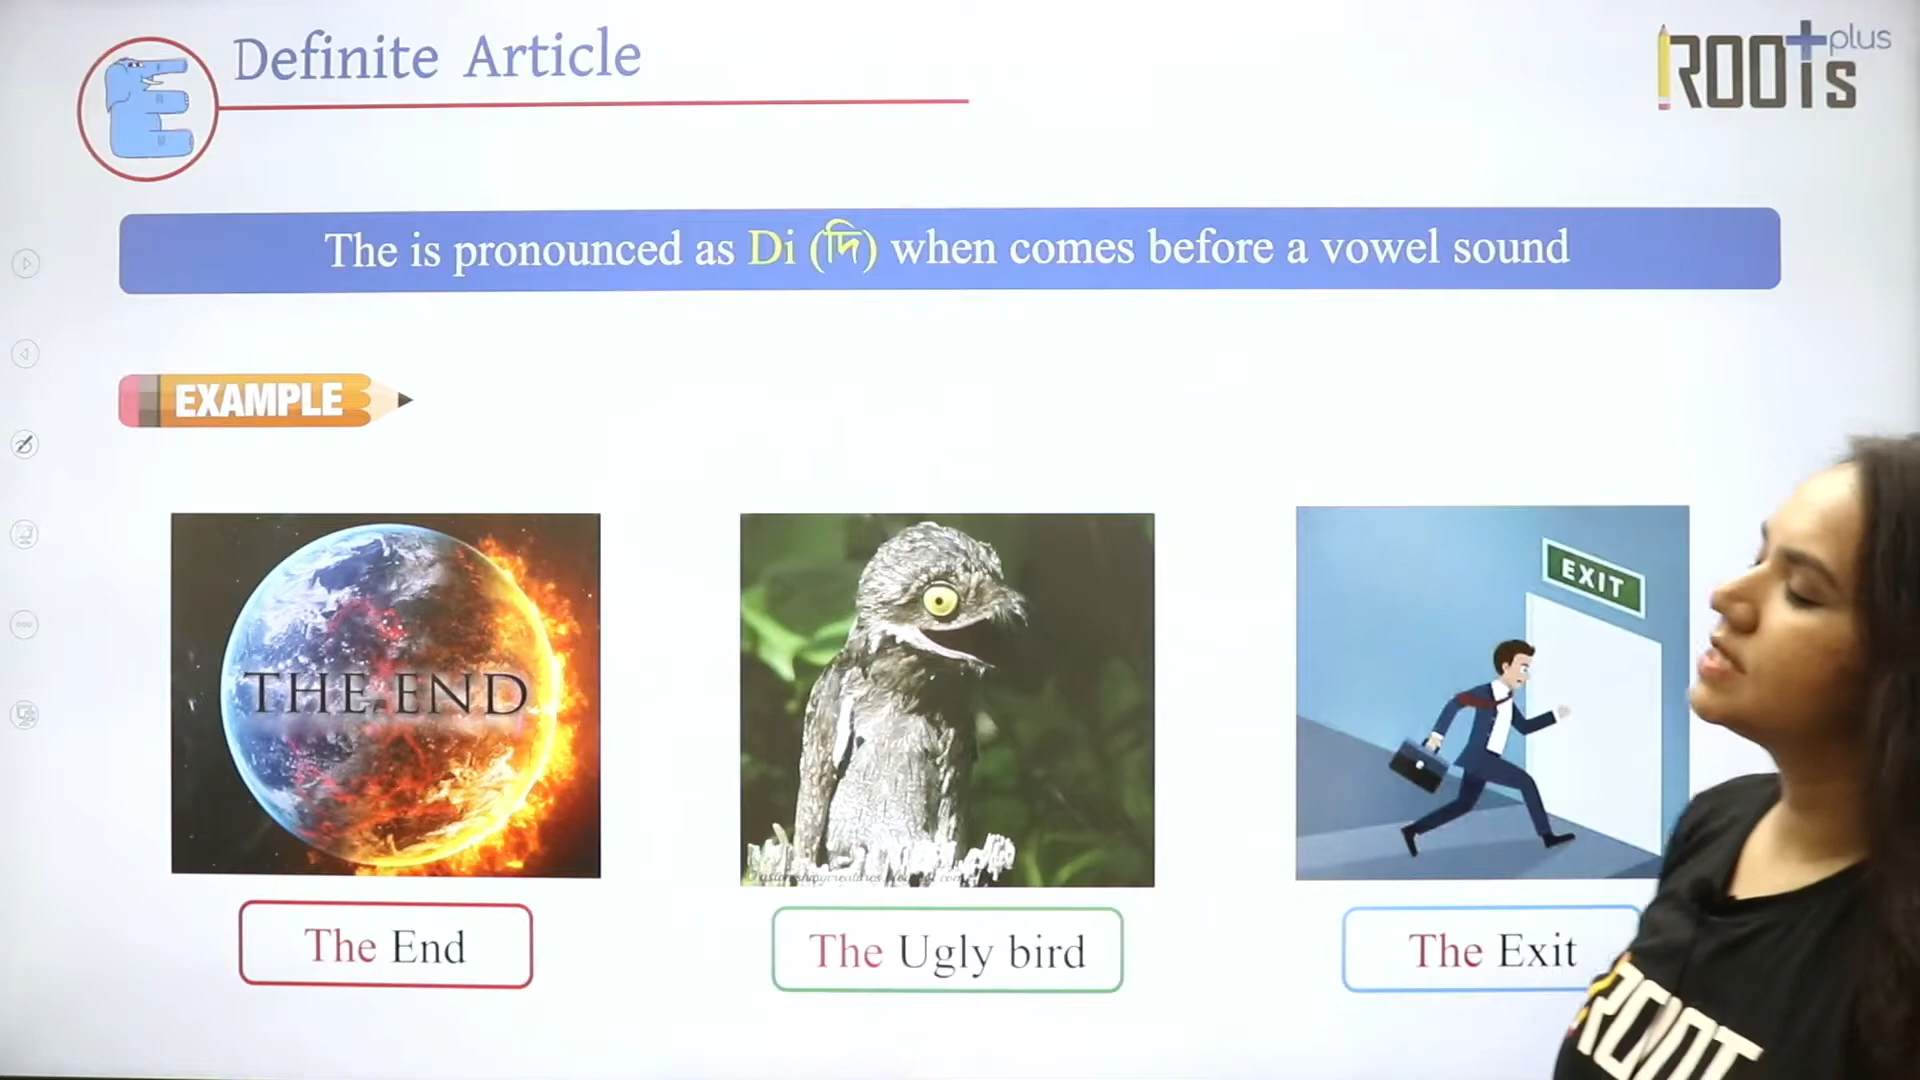 Definite Article
ROOTs plus
The is pronounced as Di (দি) when comes before a vowel sound
EXAMPLE
THE END
EXIT
The End
The Ugly bird
The Exit
ROOT